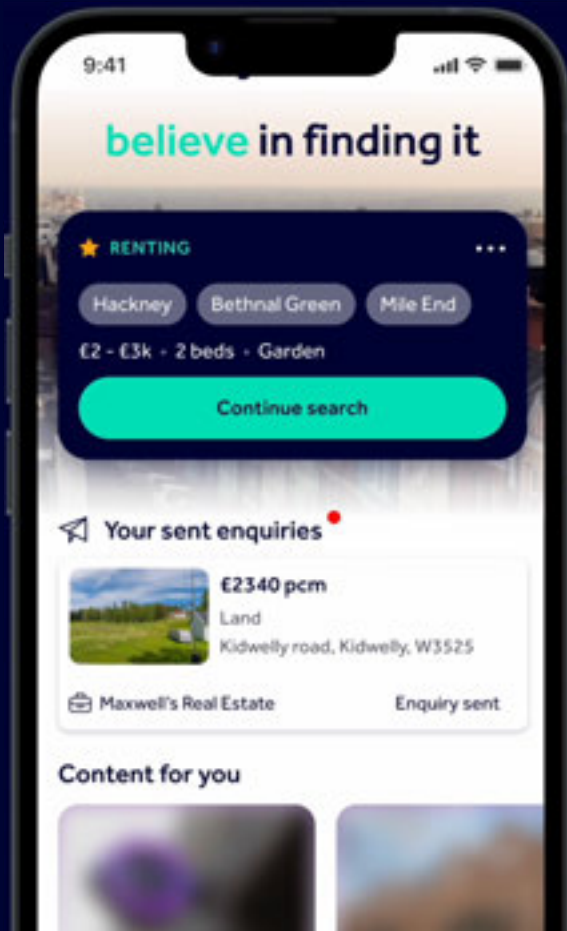 9:41
believe in finding it
RENTING
Hackney Bethnal Green Mile End
£2 - £3k • 2 beds • Garden
Continue search
Your sent enquiries
£2340 pcm
Land
Kidwelly road, Kidwelly, W3525
Maxwell's Real Estate Enquiry sent
Content for you